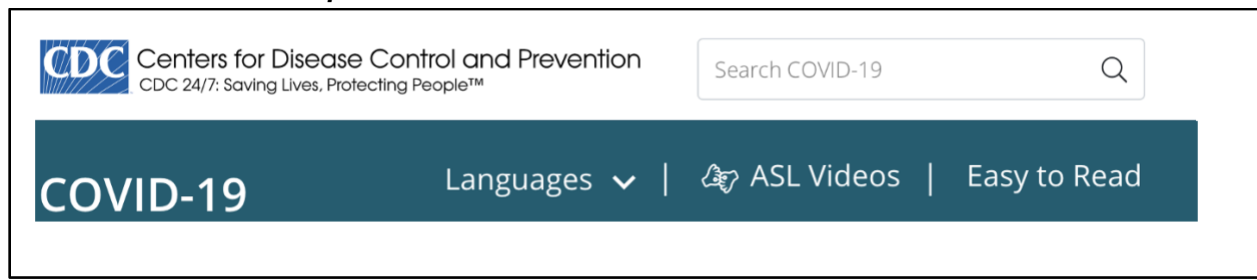 CDC Centers for Disease Control and Prevention
CDC 24/7: Saving Lives, Protecting People™
Search COVID-19
COVID-19
Languages | ASL Videos | Easy to Read